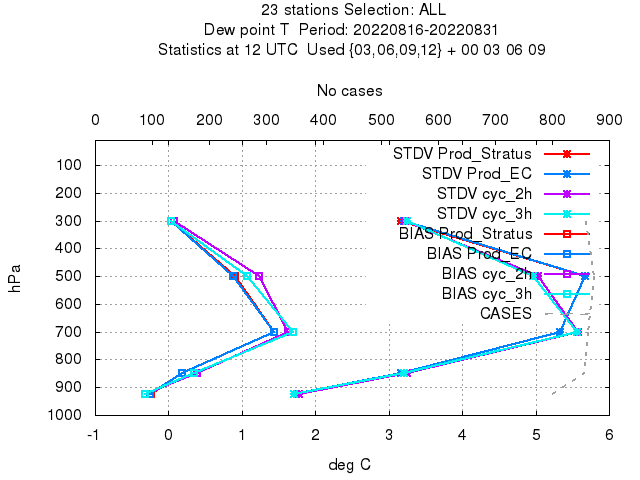 23 stations Selection: ALL
Dew point T  Period: 20220816-20220831
Statistics at 12 UTC  Used {03,06,09,12} + 00 03 06 09
No cases
0 100 200 300 400 500 600 700 800 900
STDV Prod_Stratus
STDV Prod_EC
STDV cyc_2h
STDV cyc_3h
BIAS Prod_Stratus
BIAS Prod_EC
BIAS cyc_2h
BIAS cyc_3h
CASES
hPa
100
200
300
400
500
600
700
800
900
1000
-1 0 1 2 3 4 5 6
deg C